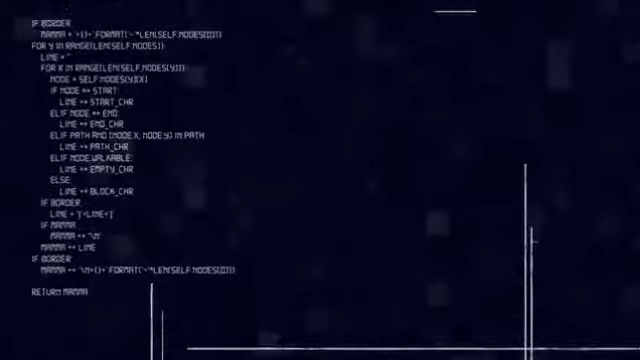 IF BORDER:
MAMMA = '+{}+'.FORMAT('-'*LEN(SELF.NODES[0]))
FOR Y IN RANGE(LEN(SELF.NODES)):
LINE = ''
FOR X IN RANGE(LEN(SELF.NODES[Y])):
NODE = SELF.NODES[Y][X]
IF NODE == START:
LINE += START_CHR
ELIF NODE == END:
LINE += END_CHR
ELIF PATH AND (NODE.X, NODE.Y) IN PATH
LINE += PATH_CHR
ELIF NODE.WALKABLE:
LINE += EMPTY_CHR
ELSE:
LINE += BLOCK_CHR
IF BORDER:
LINE = '|'+LINE+'|'
IF MAMMA:
MAMMA += '\N'
MAMMA += LINE
IF BORDER:
MAMMA += '\N+{}+'.FORMAT('-'*LEN(SELF.NODES[0]))
RETURN MAMMA